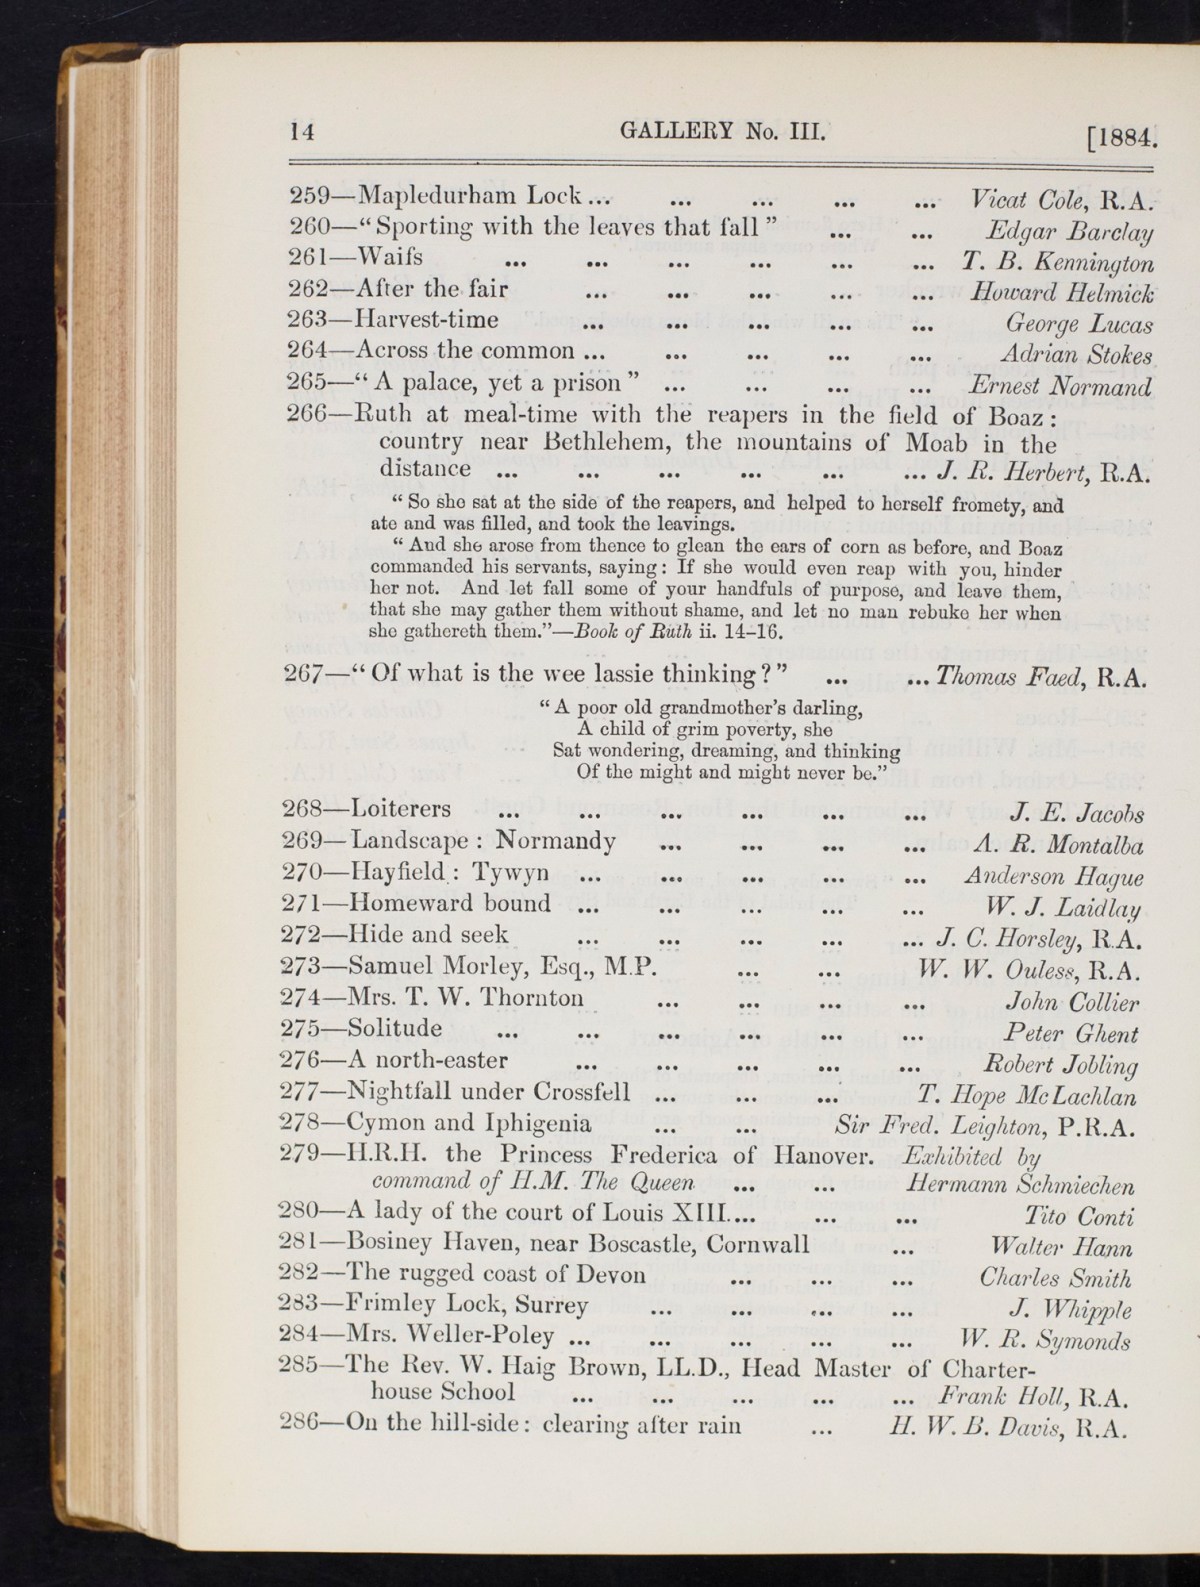 14 GALLERY No. III. [1884.
259—Mapledurham Lock ... ... ... ... ... Vicat Cole, R.A.
260—“Sporting with the leaves that fall” ... ... Edgar Barclay
261—Waifs ... ... ... ... ... ... T. B. Kennington
262—After the fair ... ... ... ... ... Howard Helmick
263—Harvest-time ... ... ... ... ... George Lucas
264—Across the common ... ... ... ... ... Adrian Stokes
265—“A palace, yet a prison” ... ... ... ... Ernest Normand
266—Ruth at meal-time with the reapers in the field of Boaz:
country near Bethlehem, the mountains of Moab in the
distance ... ... ... ... ... ... J. R. Herbert, R.A.
“So she sat at the side of the reapers, and helped to herself fromety, and
ate and was filled, and took the leavings.
“And she arose from thence to glean the ears of corn as before, and Boaz
commanded his servants, saying: If she would even reap with you, hinder
her not. And let fall some of your handfuls of purpose, and leave them,
that she may gather them without shame, and let no man rebuke her when
she gathereth them.”—Book of Ruth ii. 14–16.
267—“Of what is the wee lassie thinking?” ... ... Thomas Faed, R.A.
“A poor old grandmother’s darling,
A child of grim poverty, she
Sat wondering, dreaming, and thinking
Of the might and might never be.”
268—Loiterers ... ... ... ... ... ... J. E. Jacobs
269—Landscape: Normandy ... ... ... ... A. R. Montalba
270—Hayfield: Tywyn ... ... ... ... ... Anderson Hague
271—Homeward bound ... ... ... ... ... W. J. Laidlay
272—Hide and seek ... ... ... ... ... J. C. Horsley, R.A.
273—Samuel Morley, Esq., M.P. ... ... W. W. Ouless, R.A.
274—Mrs. T. W. Thornton ... ... ... ... John Collier
275—Solitude ... ... ... ... ... ... Peter Ghent
276—A north-easter ... ... ... ... ... Robert Jobling
277—Nightfall under Crossfell ... ... ... T. Hope McLachlan
278—Cymon and Iphigenia ... ... Sir Fred. Leighton, P.R.A.
279—H.R.H. the Princess Frederica of Hanover. Exhibited by
command of H.M. The Queen ... ... Hermann Schmiechen
280—A lady of the court of Louis XIII.... ... ... Tito Conti
281—Bosiney Haven, near Boscastle, Cornwall ... Walter Hann
282—The rugged coast of Devon ... ... ... Charles Smith
283—Frimley Lock, Surrey ... ... ... ... J. Whipple
284—Mrs. Weller-Poley ... ... ... ... ... W. R. Symonds
285—The Rev. W. Haig Brown, LL.D., Head Master of Charter-
house School ... ... ... ... ... Frank Holl, R.A.
286—On the hill-side: clearing after rain ... H. W. B. Davis, R.A.